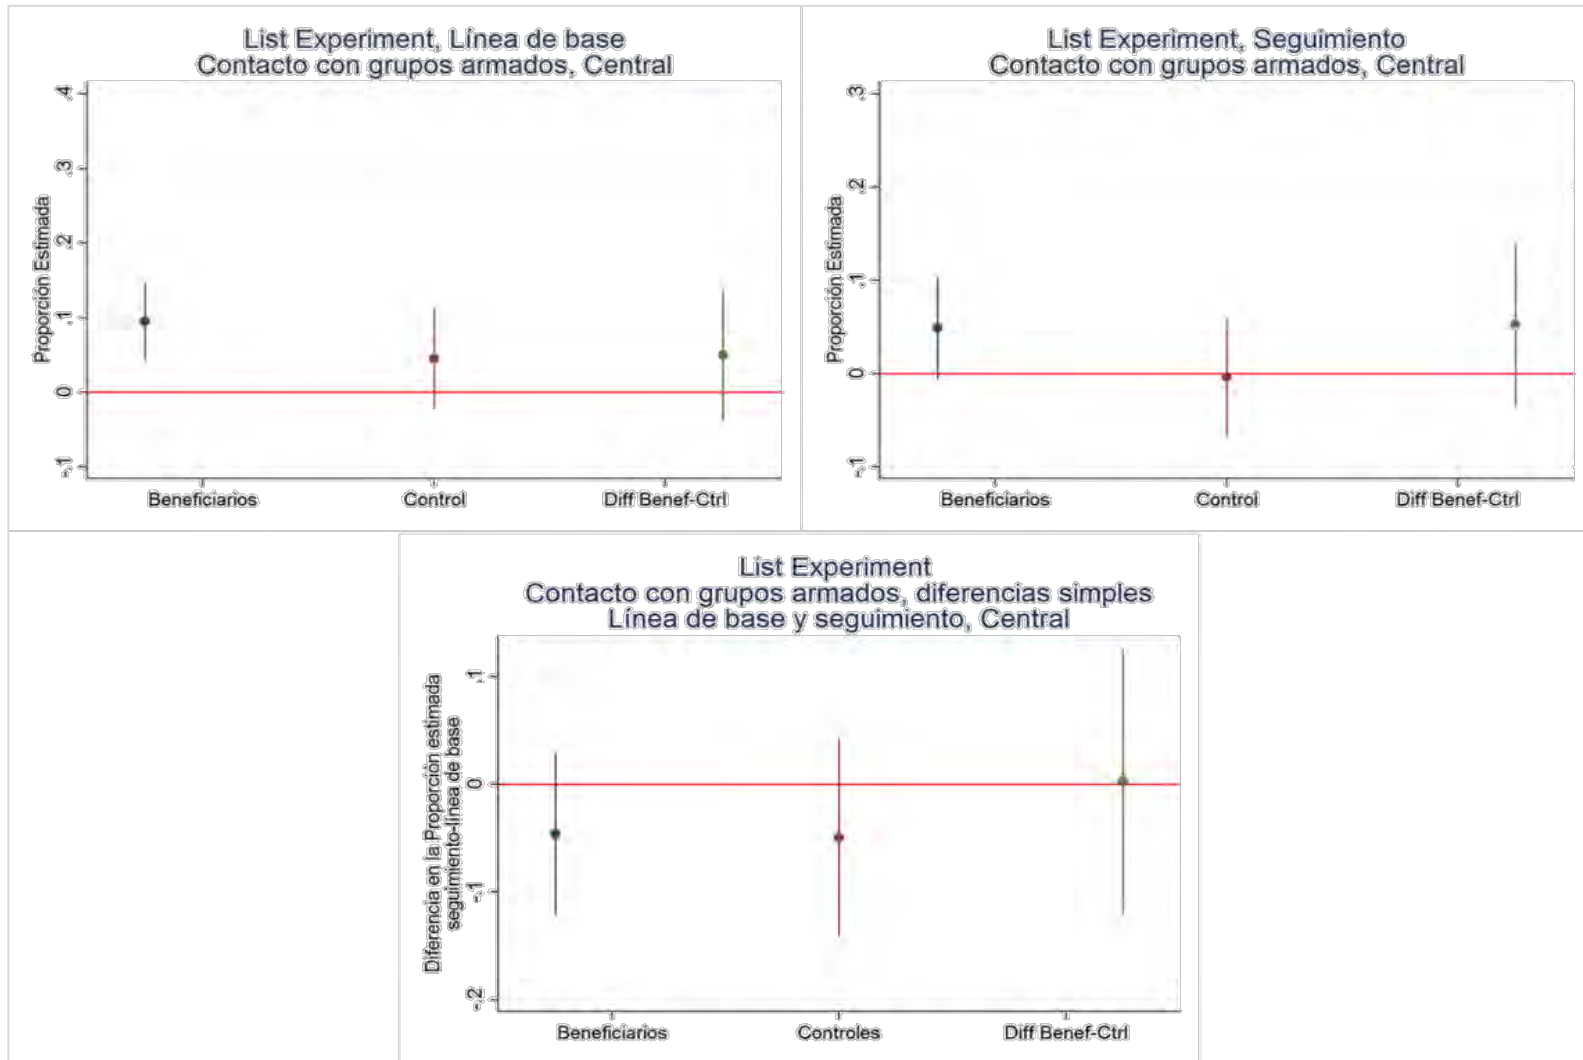 List Experiment, Línea de base
Contacto con grupos armados, Central
Proporción Estimada
.4
.3
.2
.1
0
-.1
Beneficiarios
Control
Diff Benef-Ctrl
List Experiment, Seguimiento
Contacto con grupos armados, Central
Proporción Estimada
.3
.2
.1
0
-.1
Beneficiarios
Control
Diff Benef-Ctrl
List Experiment
Contacto con grupos armados, diferencias simples
Línea de base y seguimiento, Central
Diferencia en la Proporción estimada
seguimiento-línea de base
.1
0
-.1
-.2
Beneficiarios
Controles
Diff Benef-Ctrl